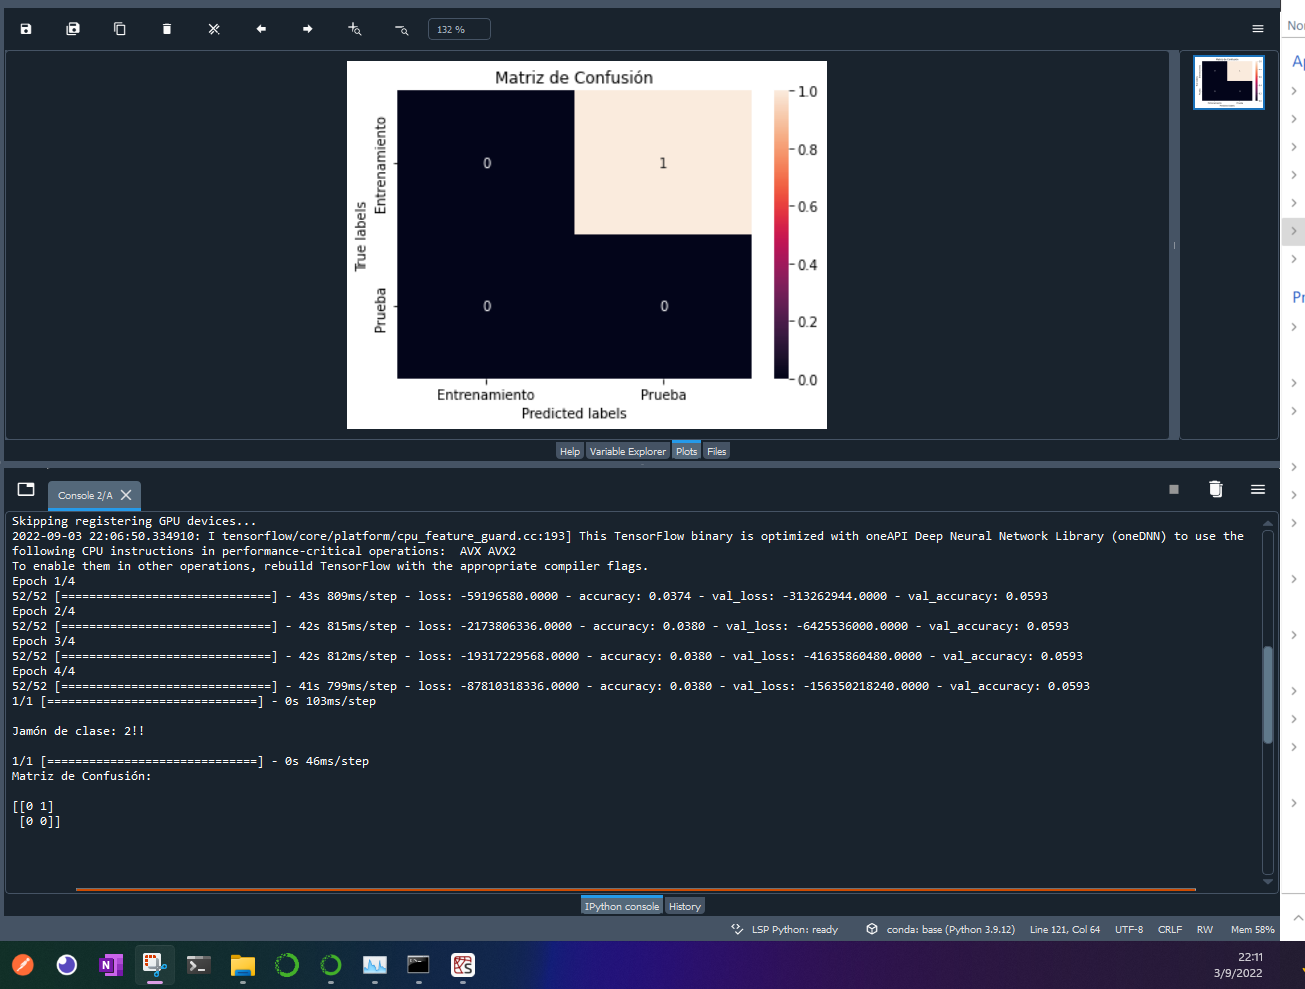 132 %
Matriz de Confusión
True labels
Entrenamiento
Prueba
0
1
0
0
1.0
0.8
0.6
0.4
0.2
0.0
Entrenamiento
Prueba
Predicted labels
Help
Variable Explorer
Plots
Files
Console 2/A
Skipping registering GPU devices...
2022-09-03 22:06:50.334910: I tensorflow/core/platform/cpu_feature_guard.cc:193] This TensorFlow binary is optimized with oneAPI Deep Neural Network Library (oneDNN) to use the
following CPU instructions in performance-critical operations:  AVX AVX2
To enable them in other operations, rebuild TensorFlow with the appropriate compiler flags.
Epoch 1/4
52/52 [==============================] - 43s 809ms/step - loss: -59196580.0000 - accuracy: 0.0374 - val_loss: -313262944.0000 - val_accuracy: 0.0593
Epoch 2/4
52/52 [==============================] - 42s 815ms/step - loss: -2173806336.0000 - accuracy: 0.0380 - val_loss: -6425536000.0000 - val_accuracy: 0.0593
Epoch 3/4
52/52 [==============================] - 42s 812ms/step - loss: -19317229568.0000 - accuracy: 0.0380 - val_loss: -41635860480.0000 - val_accuracy: 0.0593
Epoch 4/4
52/52 [==============================] - 41s 799ms/step - loss: -87810318336.0000 - accuracy: 0.0380 - val_loss: -156350218240.0000 - val_accuracy: 0.0593
1/1 [==============================] - 0s 103ms/step
Jamón de clase: 2!!
1/1 [==============================] - 0s 46ms/step
Matriz de Confusión:
[[0 1]
 [0 0]]
IPython console
History
LSP Python: ready
conda: base (Python 3.9.12)
Line 121, Col 64
UTF-8
CRLF
RW
Mem 58%
22:11
3/9/2022